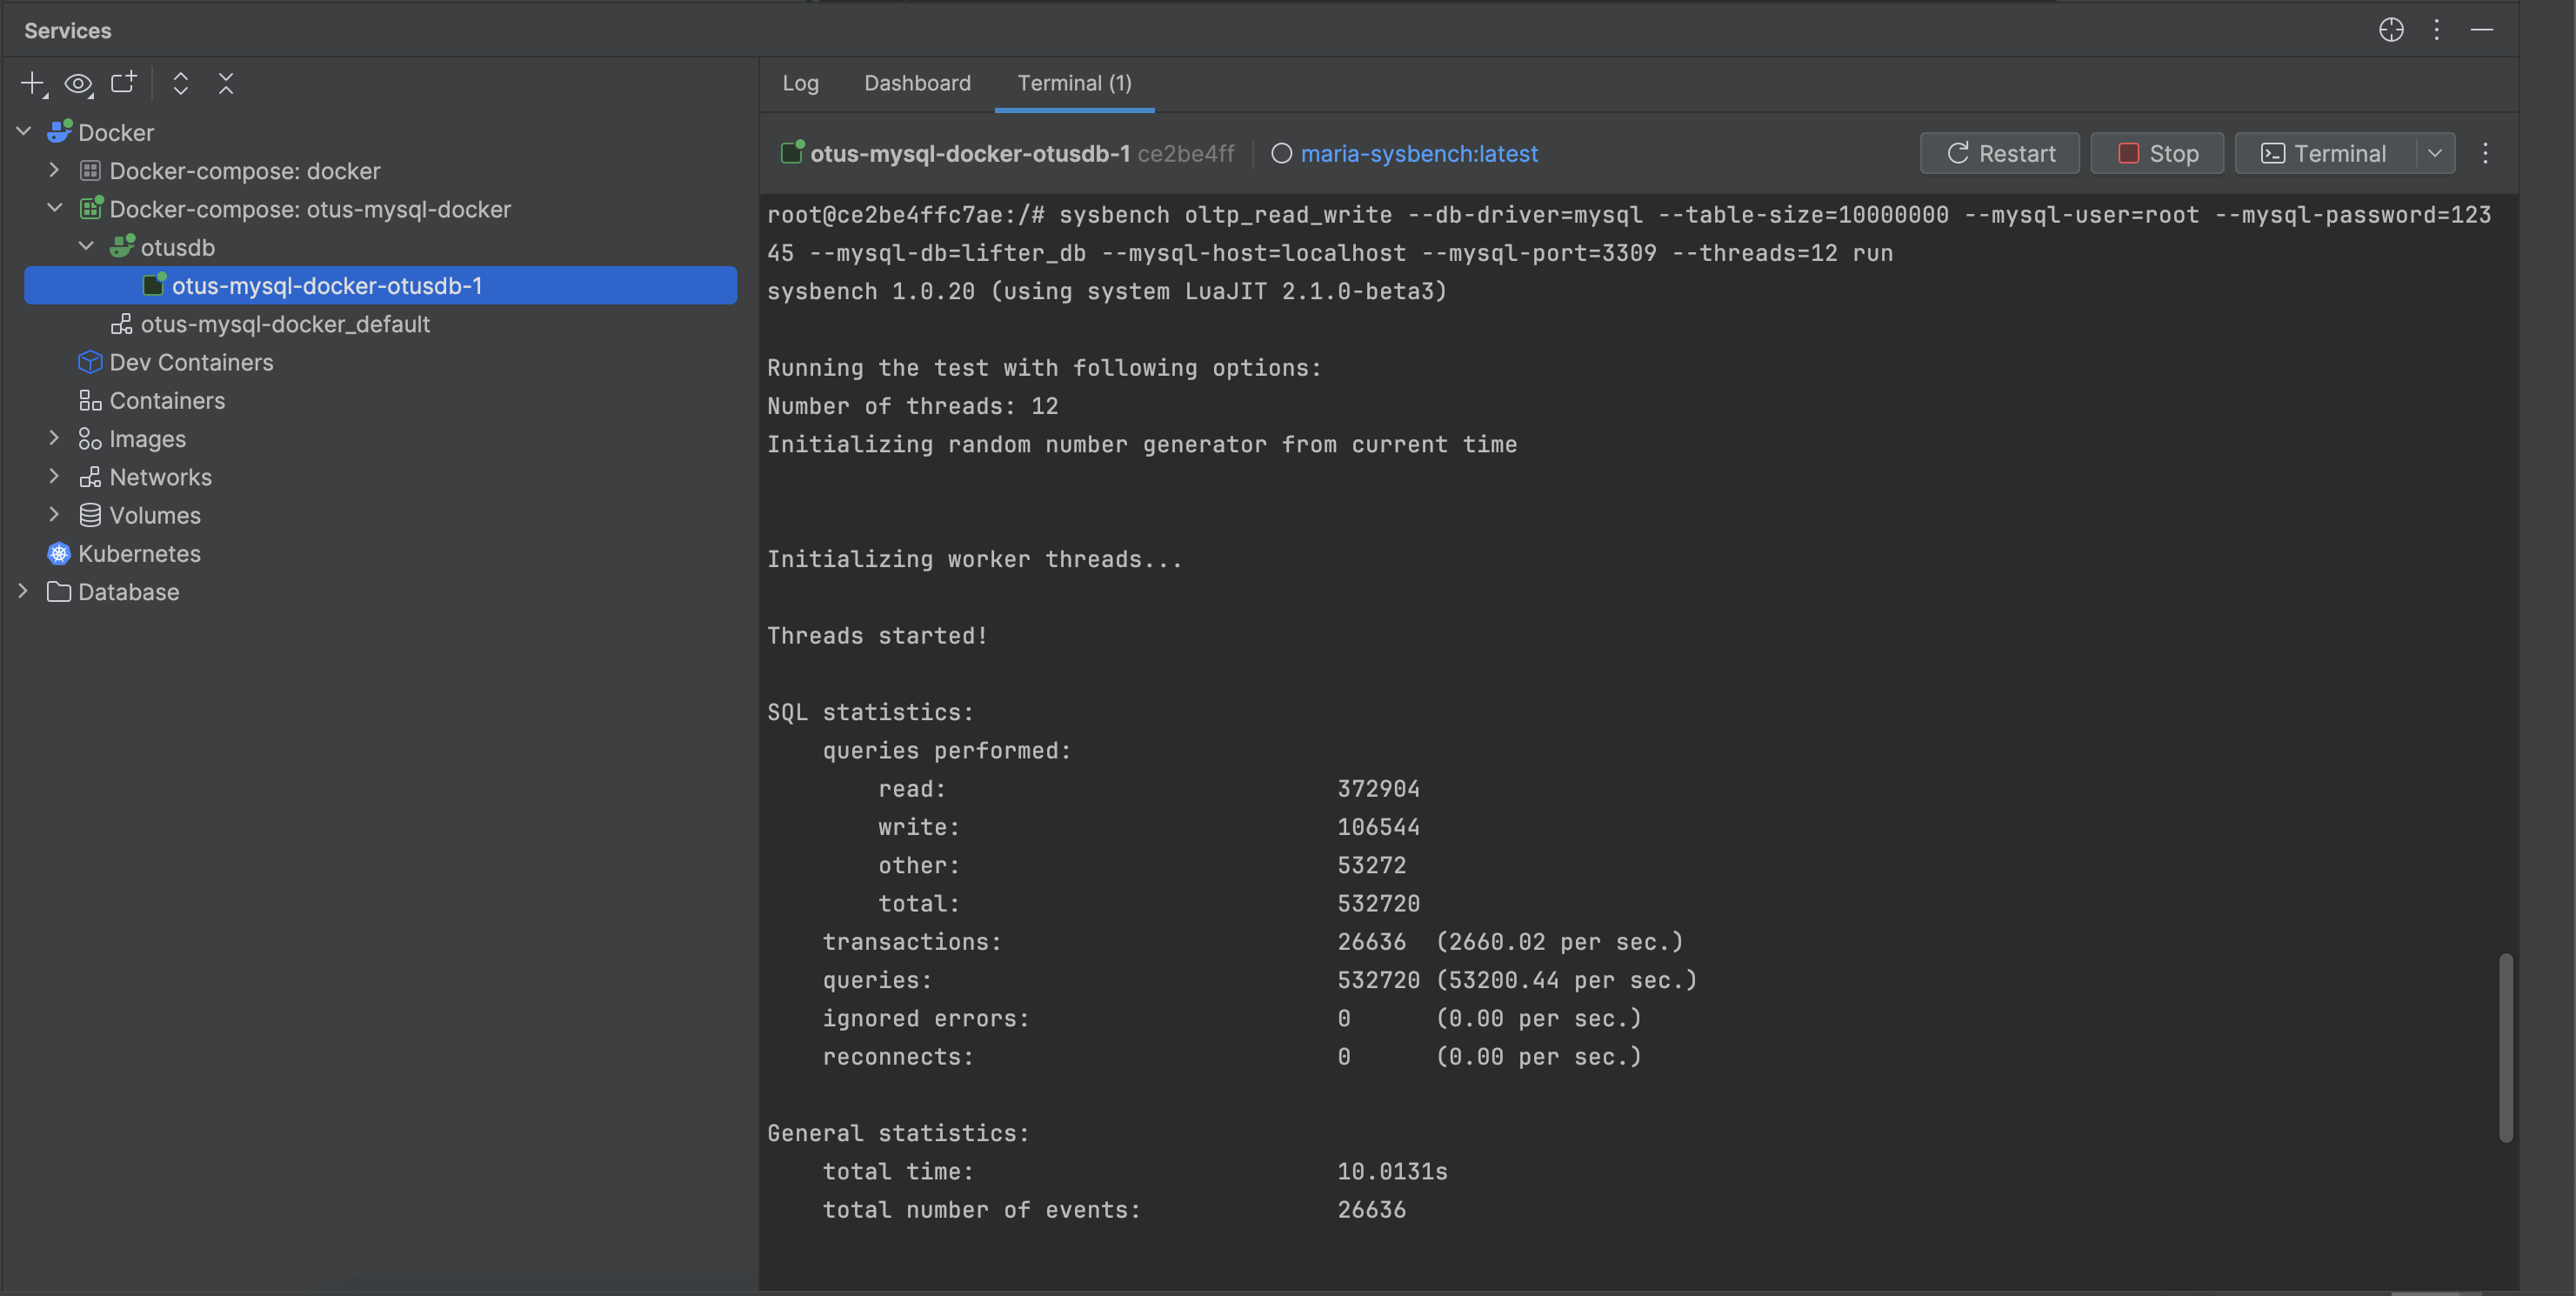 Services
Docker
Docker-compose: docker
Docker-compose: otus-mysql-docker
otusdb
otus-mysql-docker-otusdb-1
otus-mysql-docker_default
Dev Containers
Containers
Images
Networks
Volumes
Kubernetes
Database
Log Dashboard Terminal (1)
otus-mysql-docker-otusdb-1 ce2be4ff maria-sysbench:latest Restart Stop Terminal
root@ce2be4ffc7ae:/# sysbench oltp_read_write --db-driver=mysql --table-size=10000000 --mysql-user=root --mysql-password=123
45 --mysql-db=lifter_db --mysql-host=localhost --mysql-port=3309 --threads=12 run
sysbench 1.0.20 (using system LuaJIT 2.1.0-beta3)
Running the test with following options:
Number of threads: 12
Initializing random number generator from current time
Initializing worker threads...
Threads started!
SQL statistics:
queries performed:
read: 372904
write: 106544
other: 53272
total: 532720
transactions: 26636 (2660.02 per sec.)
queries: 532720 (53200.44 per sec.)
ignored errors: 0 (0.00 per sec.)
reconnects: 0 (0.00 per sec.)
General statistics:
total time: 10.0131s
total number of events: 26636